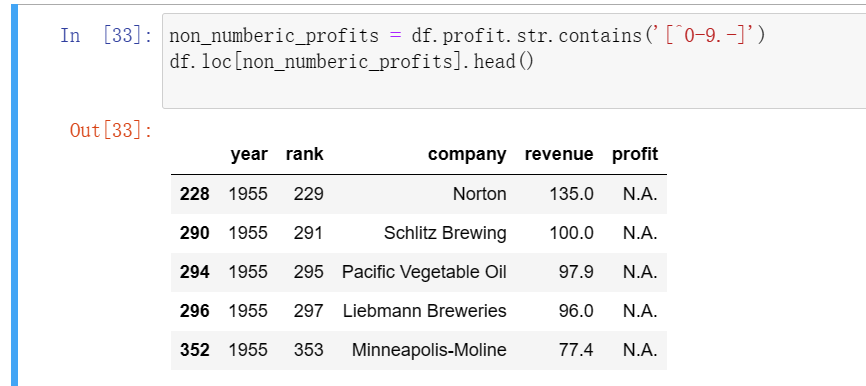 In [33]: non_numberic_profits = df.profit.str.contains('[^0-9.-]')
df.loc[non_numberic_profits].head()
Out[33]:
year rank company revenue profit
228 1955 229 Norton 135.0 N.A.
290 1955 291 Schlitz Brewing 100.0 N.A.
294 1955 295 Pacific Vegetable Oil 97.9 N.A.
296 1955 297 Liebmann Breweries 96.0 N.A.
352 1955 353 Minneapolis-Moline 77.4 N.A.